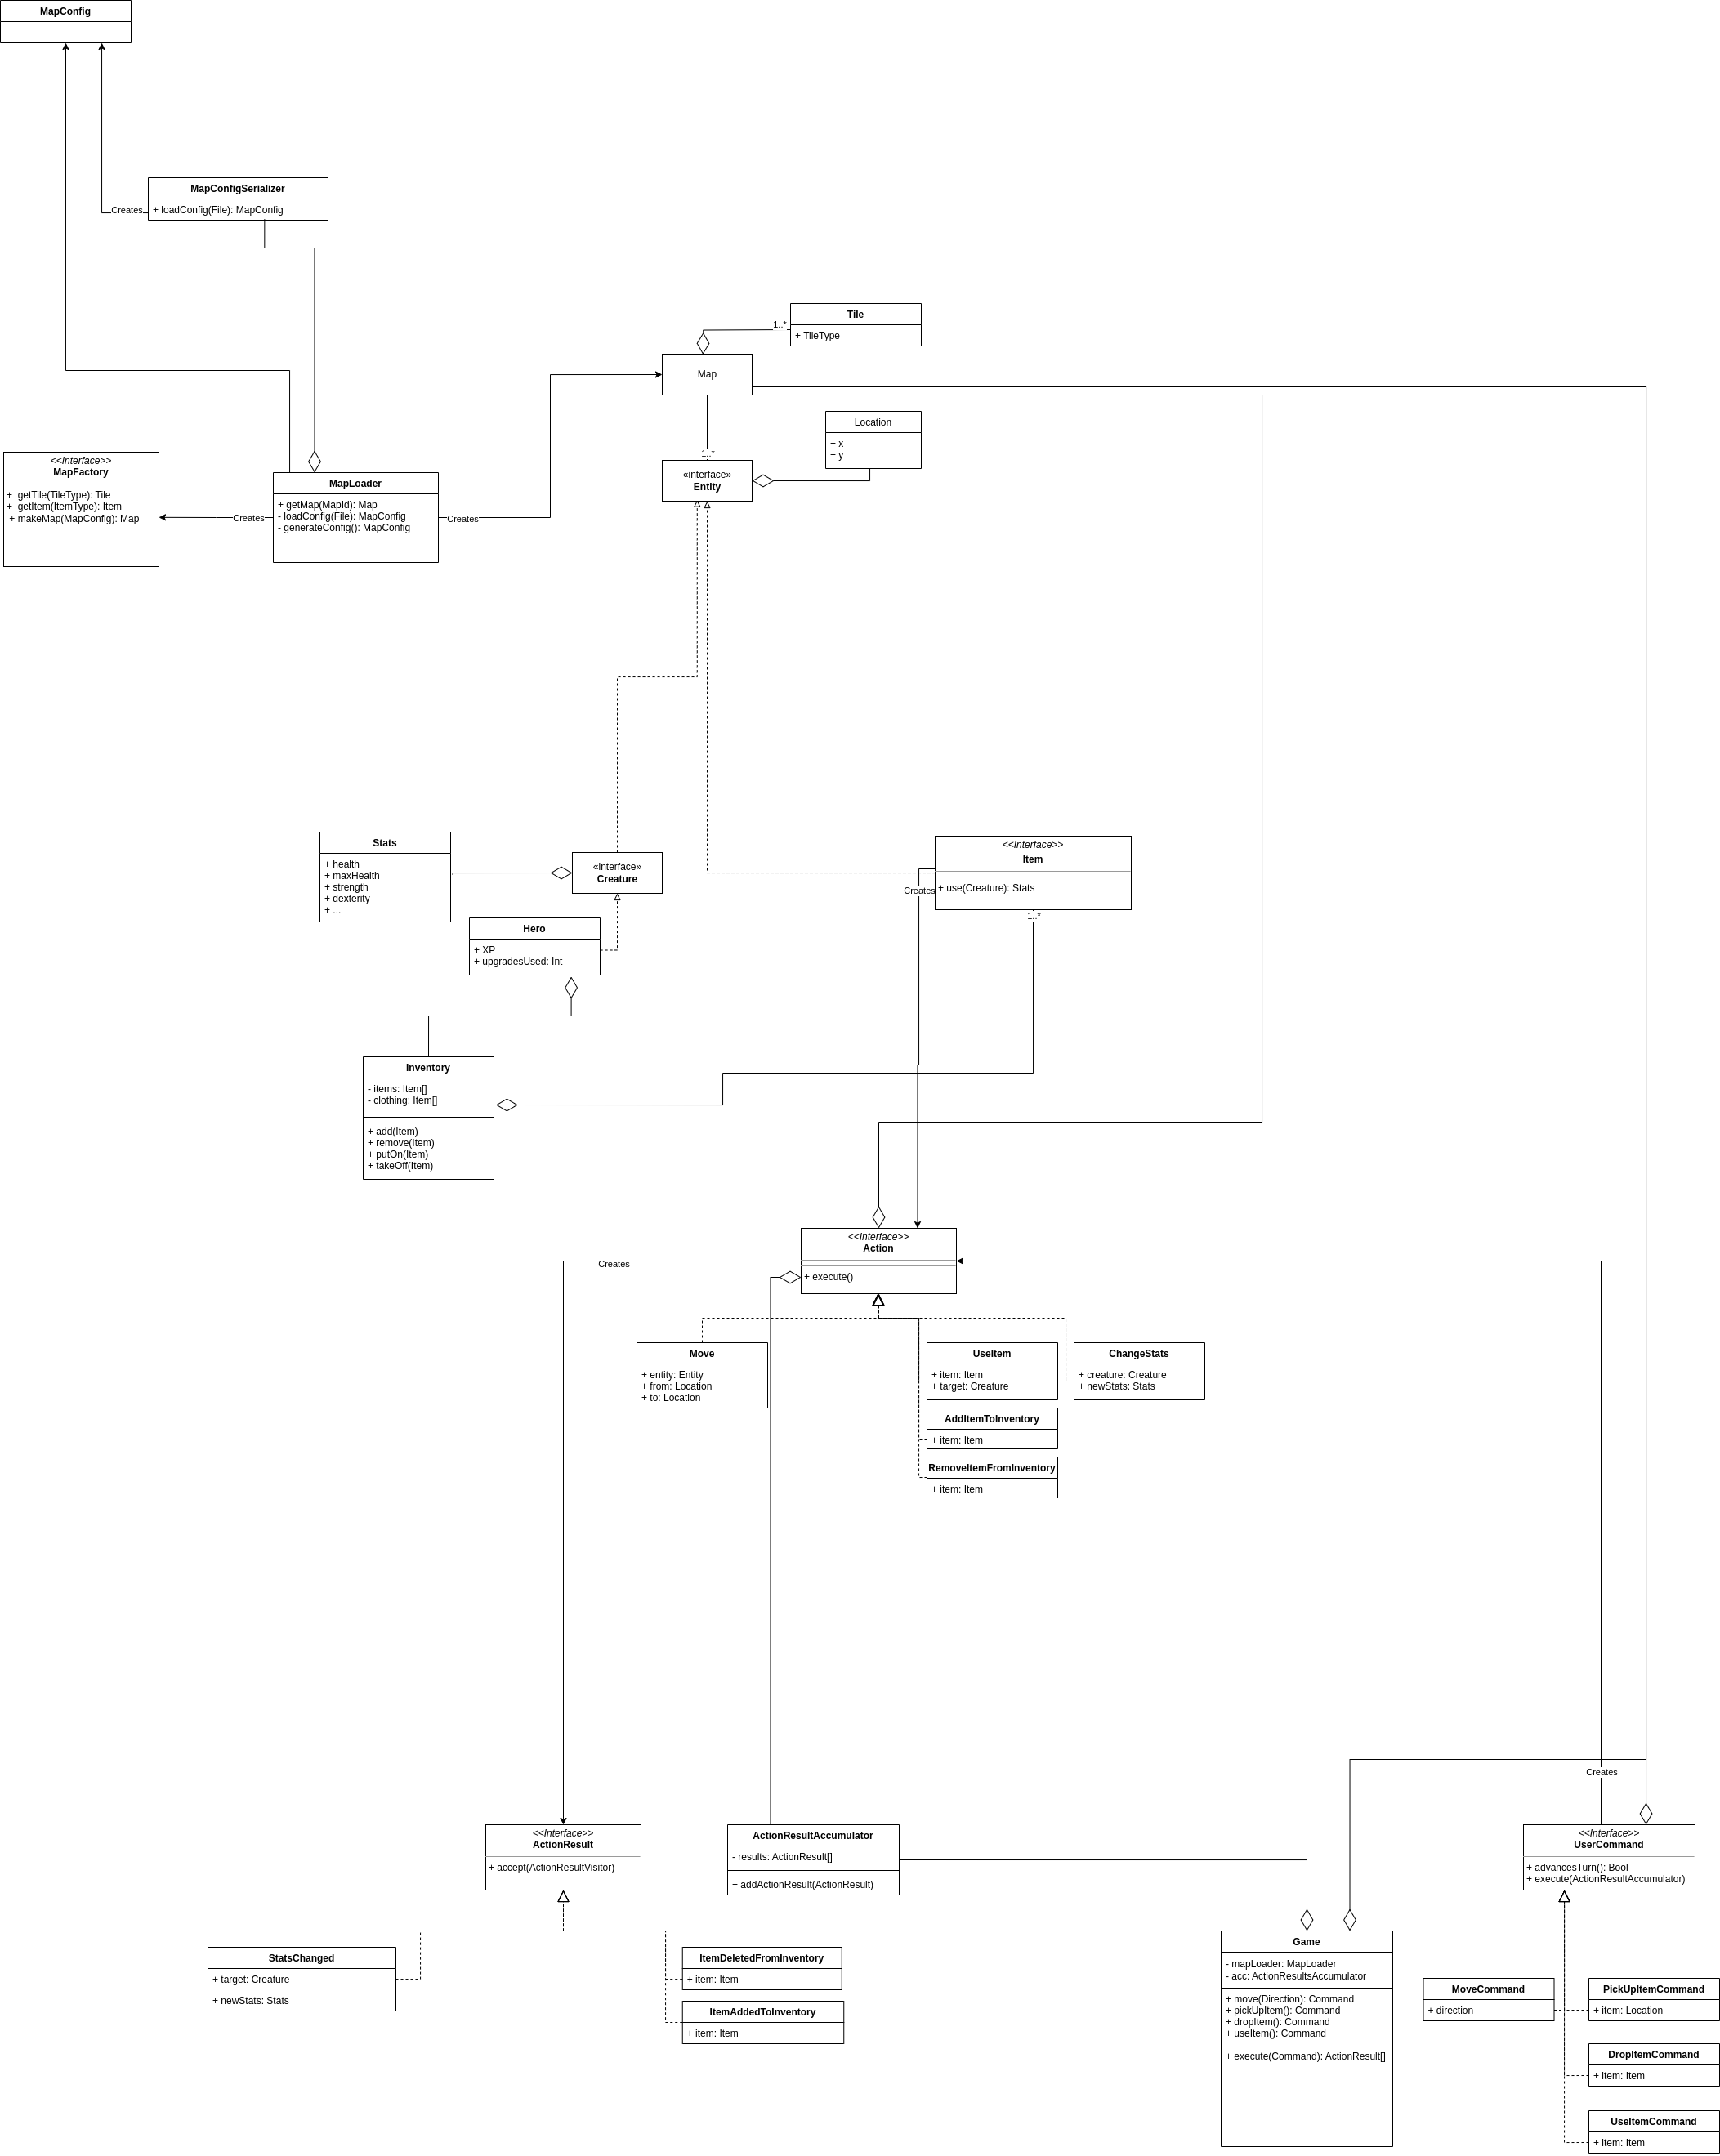 MapConfig
MapConfigSerializer
+ loadConfig(File): MapConfig
Creates
Tile
+ TileType
1..*
Map
Location
+ x
+ y
1..*
«interface»
Entity
<<Interface>>
MapFactory
+  getTile(TileType): Tile
+  getItem(ItemType): Item
+ makeMap(MapConfig): Map
Creates
MapLoader
+ getMap(MapId): Map
- loadConfig(File): MapConfig
- generateConfig(): MapConfig
Creates
Stats
+ health
+ maxHealth
+ strength
+ dexterity
+ ...
«interface»
Creature
<<Interface>>
Item
+ use(Creature): Stats
Creates
1..*
Hero
+ XP
+ upgradesUsed: Int
Inventory
- items: Item[]
- clothing: Item[]
+ add(Item)
+ remove(Item)
+ putOn(Item)
+ takeOff(Item)
<<Interface>>
Action
+ execute()
Creates
Move
+ entity: Entity
+ from: Location
+ to: Location
UseItem
+ item: Item
+ target: Creature
ChangeStats
+ creature: Creature
+ newStats: Stats
AddItemToInventory
+ item: Item
RemoveItemFromInventory
+ item: Item
Creates
<<Interface>>
ActionResult
+ accept(ActionResultVisitor)
ActionResultAccumulator
- results: ActionResult[]
+ addActionResult(ActionResult)
<<Interface>>
UserCommand
+ advancesTurn(): Bool
+ execute(ActionResultAccumulator)
StatsChanged
+ target: Creature
+ newStats: Stats
ItemDeletedFromInventory
+ item: Item
ItemAddedToInventory
+ item: Item
Game
- mapLoader: MapLoader
- acc: ActionResultsAccumulator
+ move(Direction): Command
+ pickUpItem(): Command
+ dropItem(): Command
+ useItem(): Command
+ execute(Command): ActionResult[]
MoveCommand
+ direction
PickUpItemCommand
+ item: Location
DropItemCommand
+ item: Item
UseItemCommand
+ item: Item